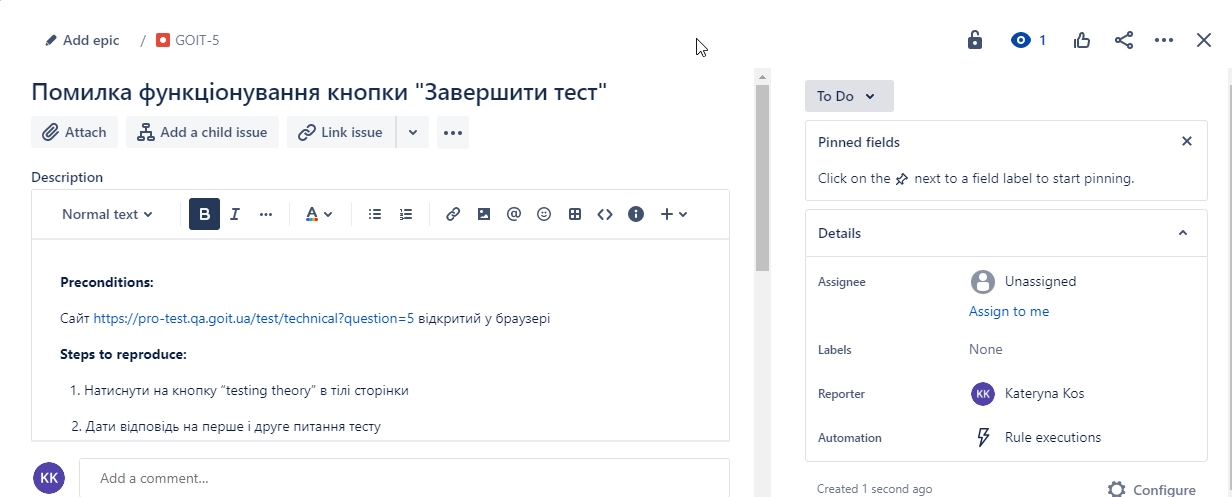 Add epic / GOIT-5 1
Помилка функціонування кнопки "Завершити тест"
Attach Add a child issue Link issue
Description
Normal text B I A
Preconditions:
Сайт https://pro-test.qa.goit.ua/test/technical?question=5 відкритий у браузері
Steps to reproduce:
1. Натиснути на кнопку “testing theory” в тілі сторінки
2. Дати відповідь на перше і друге питання тесту
KK Add a comment...
To Do
Pinned fields
Click on the next to a field label to start pinning.
Details
Assignee Unassigned
Assign to me
Labels None
Reporter KK Kateryna Kos
Automation Rule executions
Created 1 second ago Configure